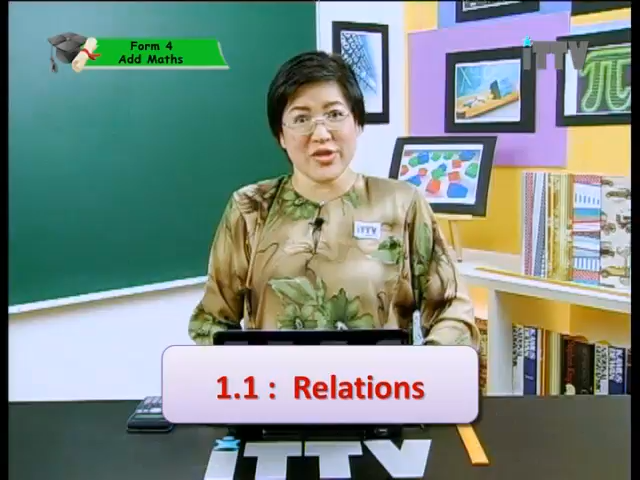 Form 4
Add Maths
iTTV
iTTV
1.1 : Relations
iTTV